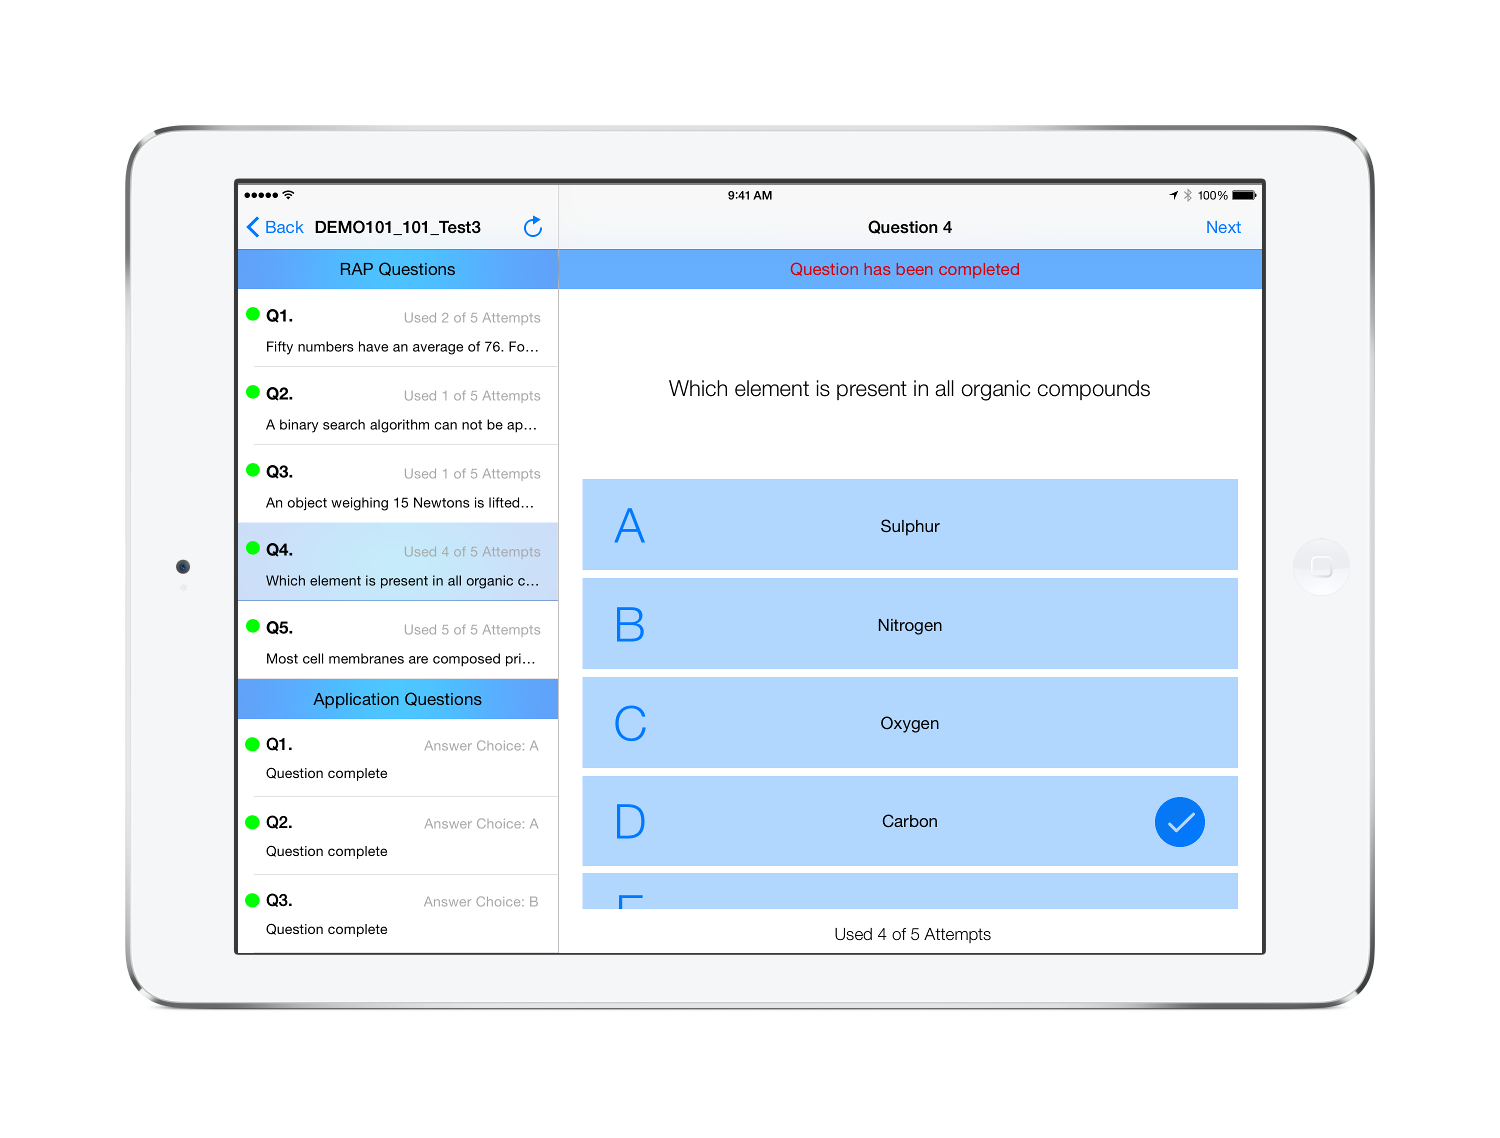 9:41 AM
100%
Back DEMO101_101_Test3
Question 4
Next
RAP Questions
Question has been completed
Q1. Used 2 of 5 Attempts
Fifty numbers have an average of 76. Fo...
Q2. Used 1 of 5 Attempts
A binary search algorithm can not be ap...
Q3. Used 1 of 5 Attempts
An object weighing 15 Newtons is lifted...
Q4. Used 4 of 5 Attempts
Which element is present in all organic c...
Q5. Used 5 of 5 Attempts
Most cell membranes are composed pri...
Application Questions
Q1. Answer Choice: A
Question complete
Q2. Answer Choice: A
Question complete
Q3. Answer Choice: B
Question complete
Which element is present in all organic compounds
A Sulphur
B Nitrogen
C Oxygen
D Carbon
Used 4 of 5 Attempts